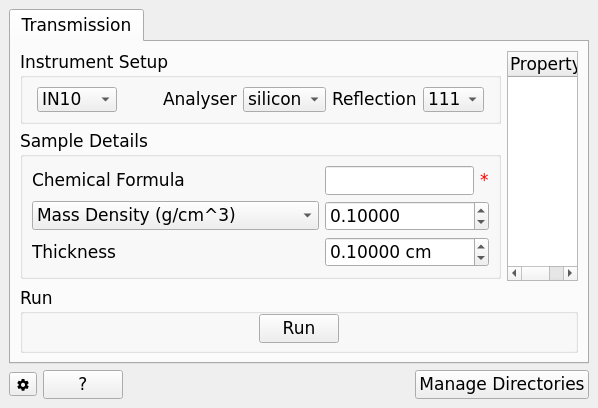 Transmission
Instrument Setup
Property
IN10 Analyser silicon Reflection 111
Sample Details
Chemical Formula *
Mass Density (g/cm^3) 0.10000
Thickness 0.10000 cm
Run
Run
? Manage Directories